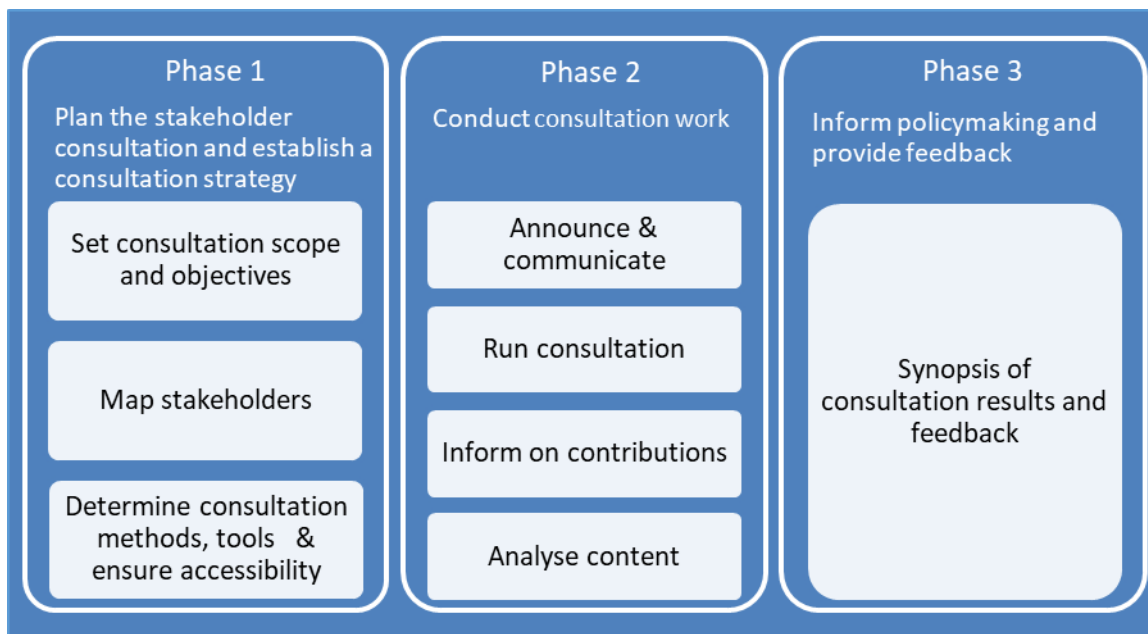 Phase 1
Plan the stakeholder
consultation and establish a
consultation strategy
Set consultation scope
and objectives
Map stakeholders
Determine consultation
methods, tools & 
ensure accessibility
Phase 2
Conduct consultation work
Announce &
communicate
Run consultation
Inform on contributions
Analyse content
Phase 3
Inform policymaking and
provide feedback
Synopsis of
consultation results and
feedback